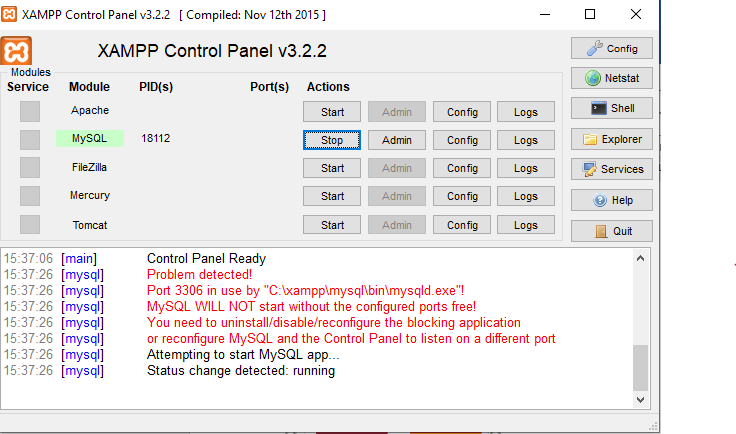 XAMPP Control Panel v3.2.2 [ Compiled: Nov 12th 2015 ]
XAMPP Control Panel v3.2.2
Config
Modules
Service Module PID(s) Port(s) Actions
Netstat
Apache Start Admin Config Logs
Shell
MySQL 18112 Stop Admin Config Logs
Explorer
FileZilla Start Admin Config Logs
Services
Mercury Start Admin Config Logs
Help
Tomcat Start Admin Config Logs
Quit
15:37:06 [main] Control Panel Ready
15:37:26 [mysql] Problem detected!
15:37:26 [mysql] Port 3306 in use by "C:\xampp\mysql\bin\mysqld.exe"!
15:37:26 [mysql] MySQL WILL NOT start without the configured ports free!
15:37:26 [mysql] You need to uninstall/disable/reconfigure the blocking application
15:37:26 [mysql] or reconfigure MySQL and the Control Panel to listen on a different port
15:37:26 [mysql] Attempting to start MySQL app...
15:37:26 [mysql] Status change detected: running